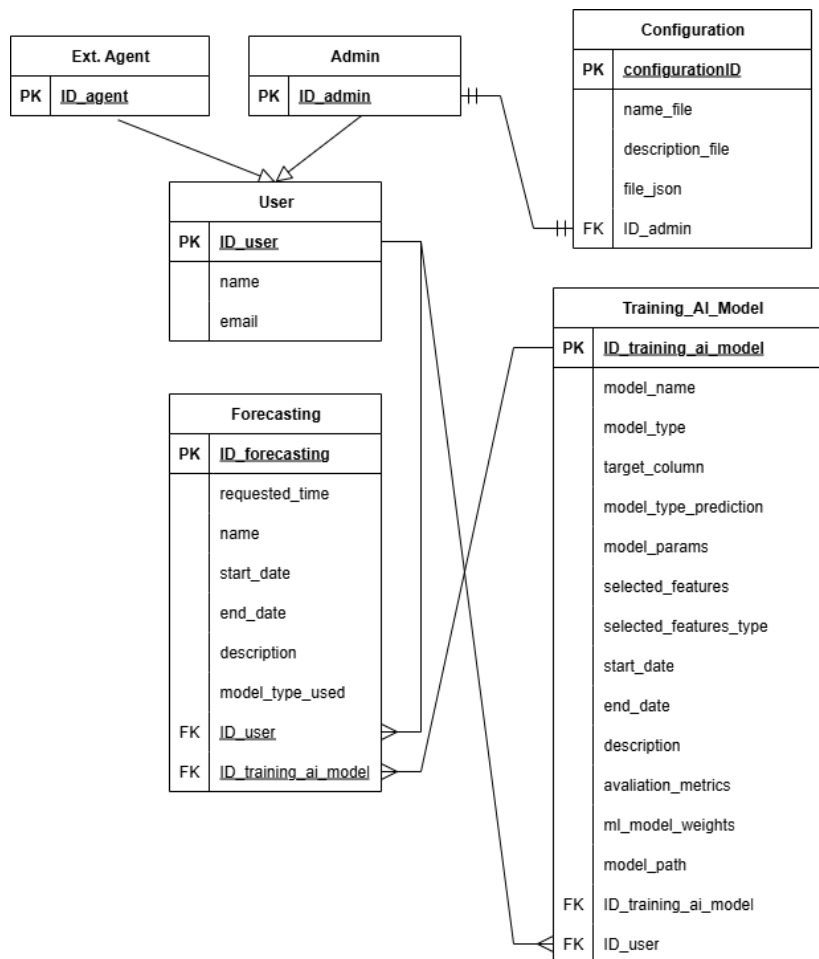 Ext. Agent
PK ID_agent
Admin
PK ID_admin
Configuration
PK configurationID
name_file
description_file
file_json
FK ID_admin
User
PK ID_user
name
email
Forecasting
PK ID_forecasting
requested_time
name
start_date
end_date
description
model_type_used
FK ID_user
FK ID_training_ai_model
Training_AI_Model
PK ID_training_ai_model
model_name
model_type
target_column
model_type_prediction
model_params
selected_features
selected_features_type
start_date
end_date
description
avaliation_metrics
ml_model_weights
model_path
FK ID_training_ai_model
FK ID_user